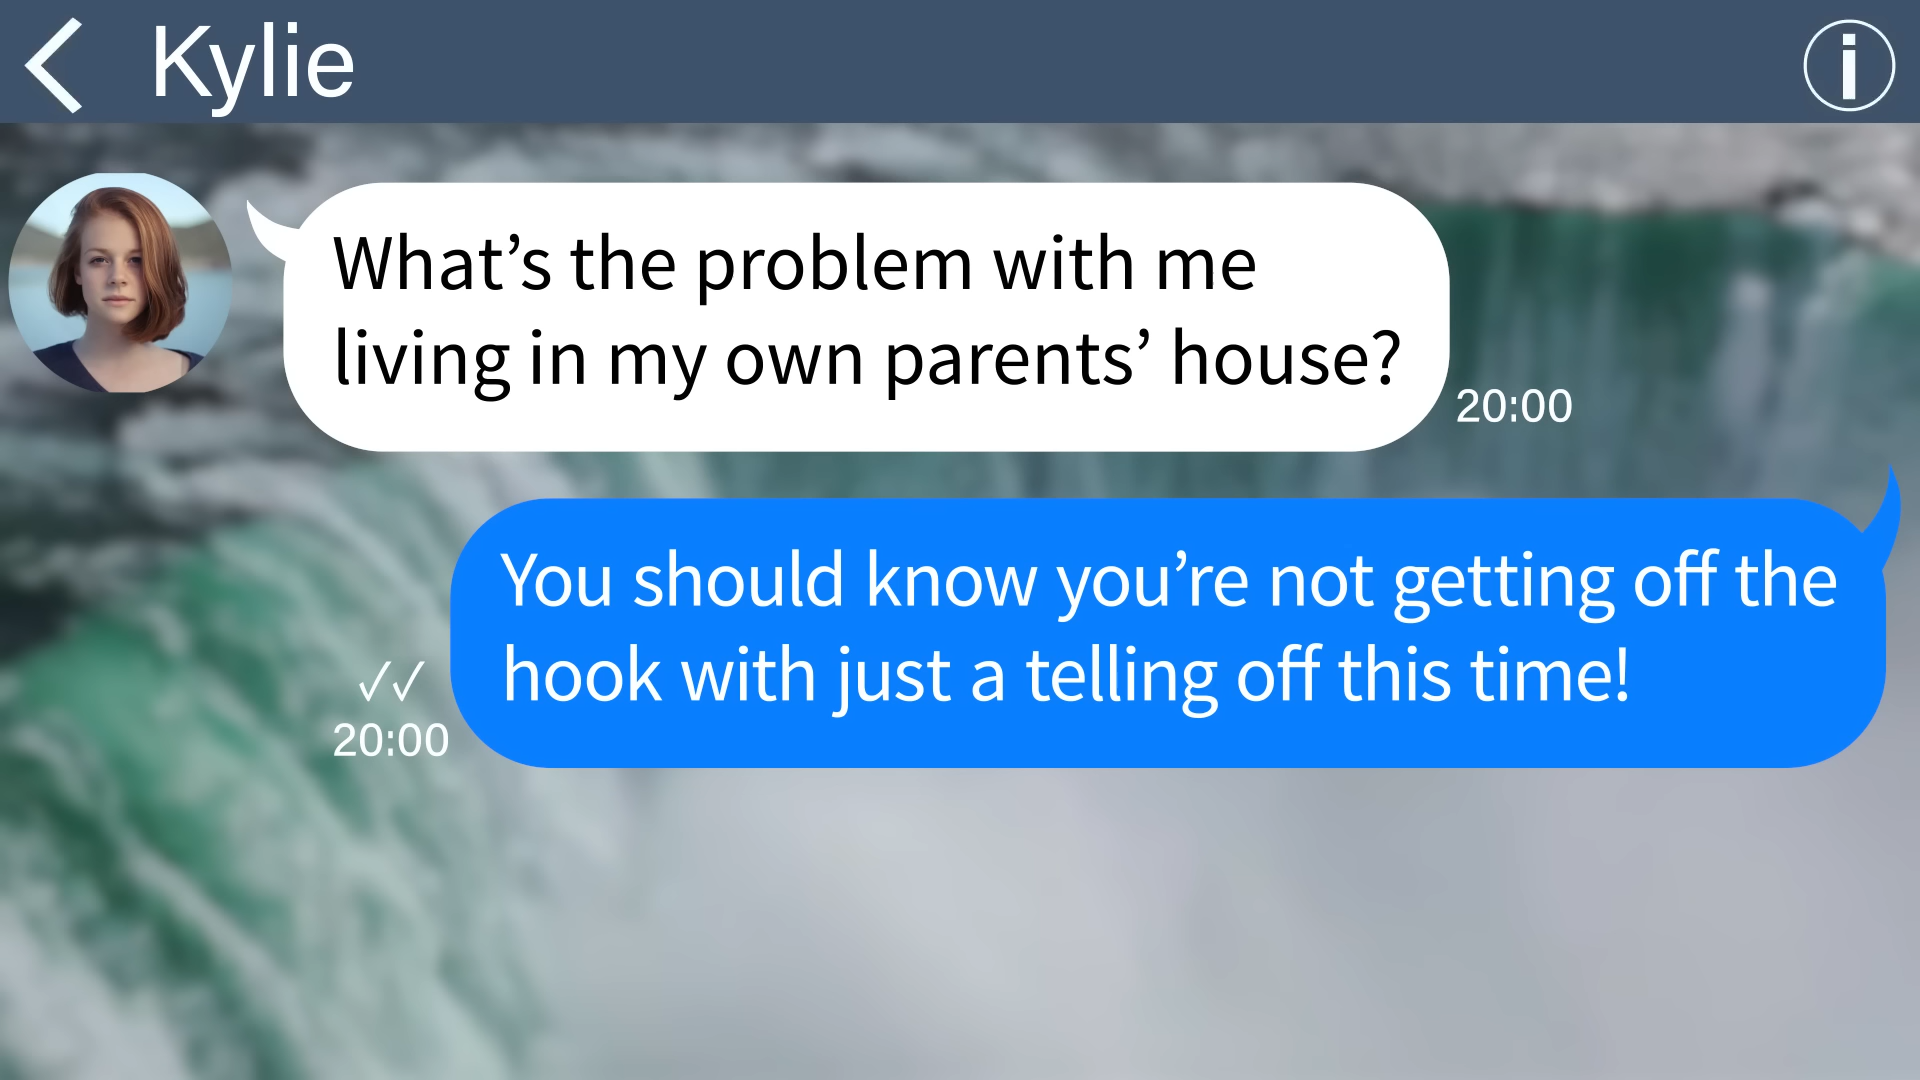 Kylie
What’s the problem with me
living in my own parents’ house?
20:00
You should know you’re not getting off the
hook with just a telling off this time!
20:00